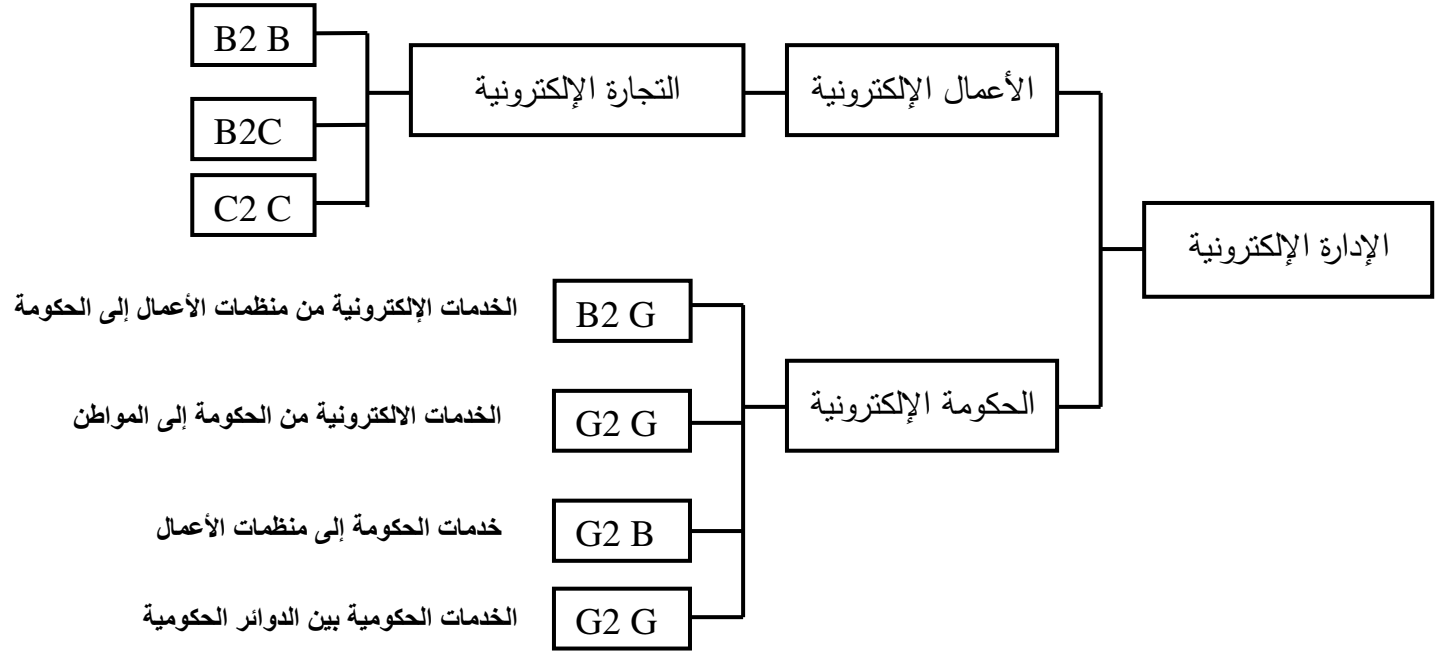 B2 B
التجارة الإلكترونية
الأعمال الإلكترونية
B2C
C2 C
الإدارة الإلكترونية
الخدمات الإلكترونية من منظمات الأعمال إلى الحكومة
B2 G
الحكومة الإلكترونية
الخدمات الالكترونية من الحكومة إلى المواطن
G2 G
خدمات الحكومة إلى منظمات الأعمال
G2 B
الخدمات الحكومية بين الدوائر الحكومية
G2 G